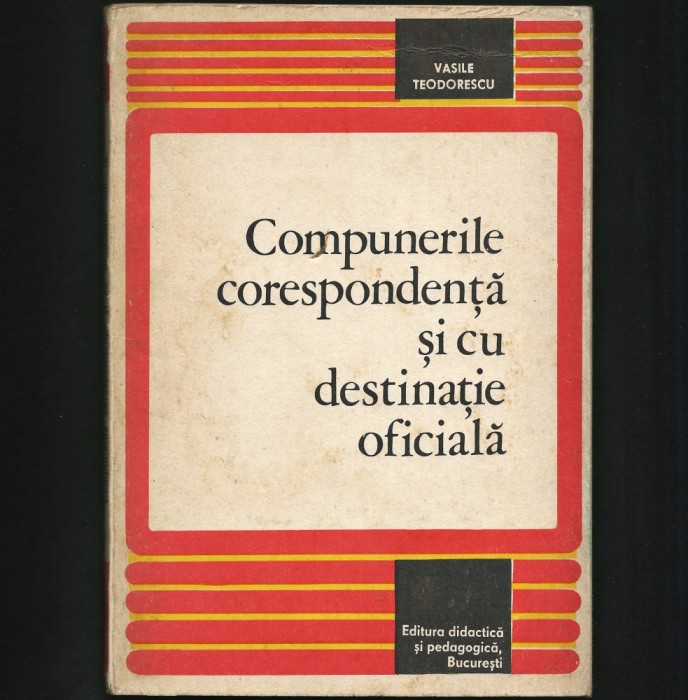 VASILE
TEODORESCU
Compunerile
corespondență
și cu
destinație
oficială
Editura didactică
și pedagogică,
București